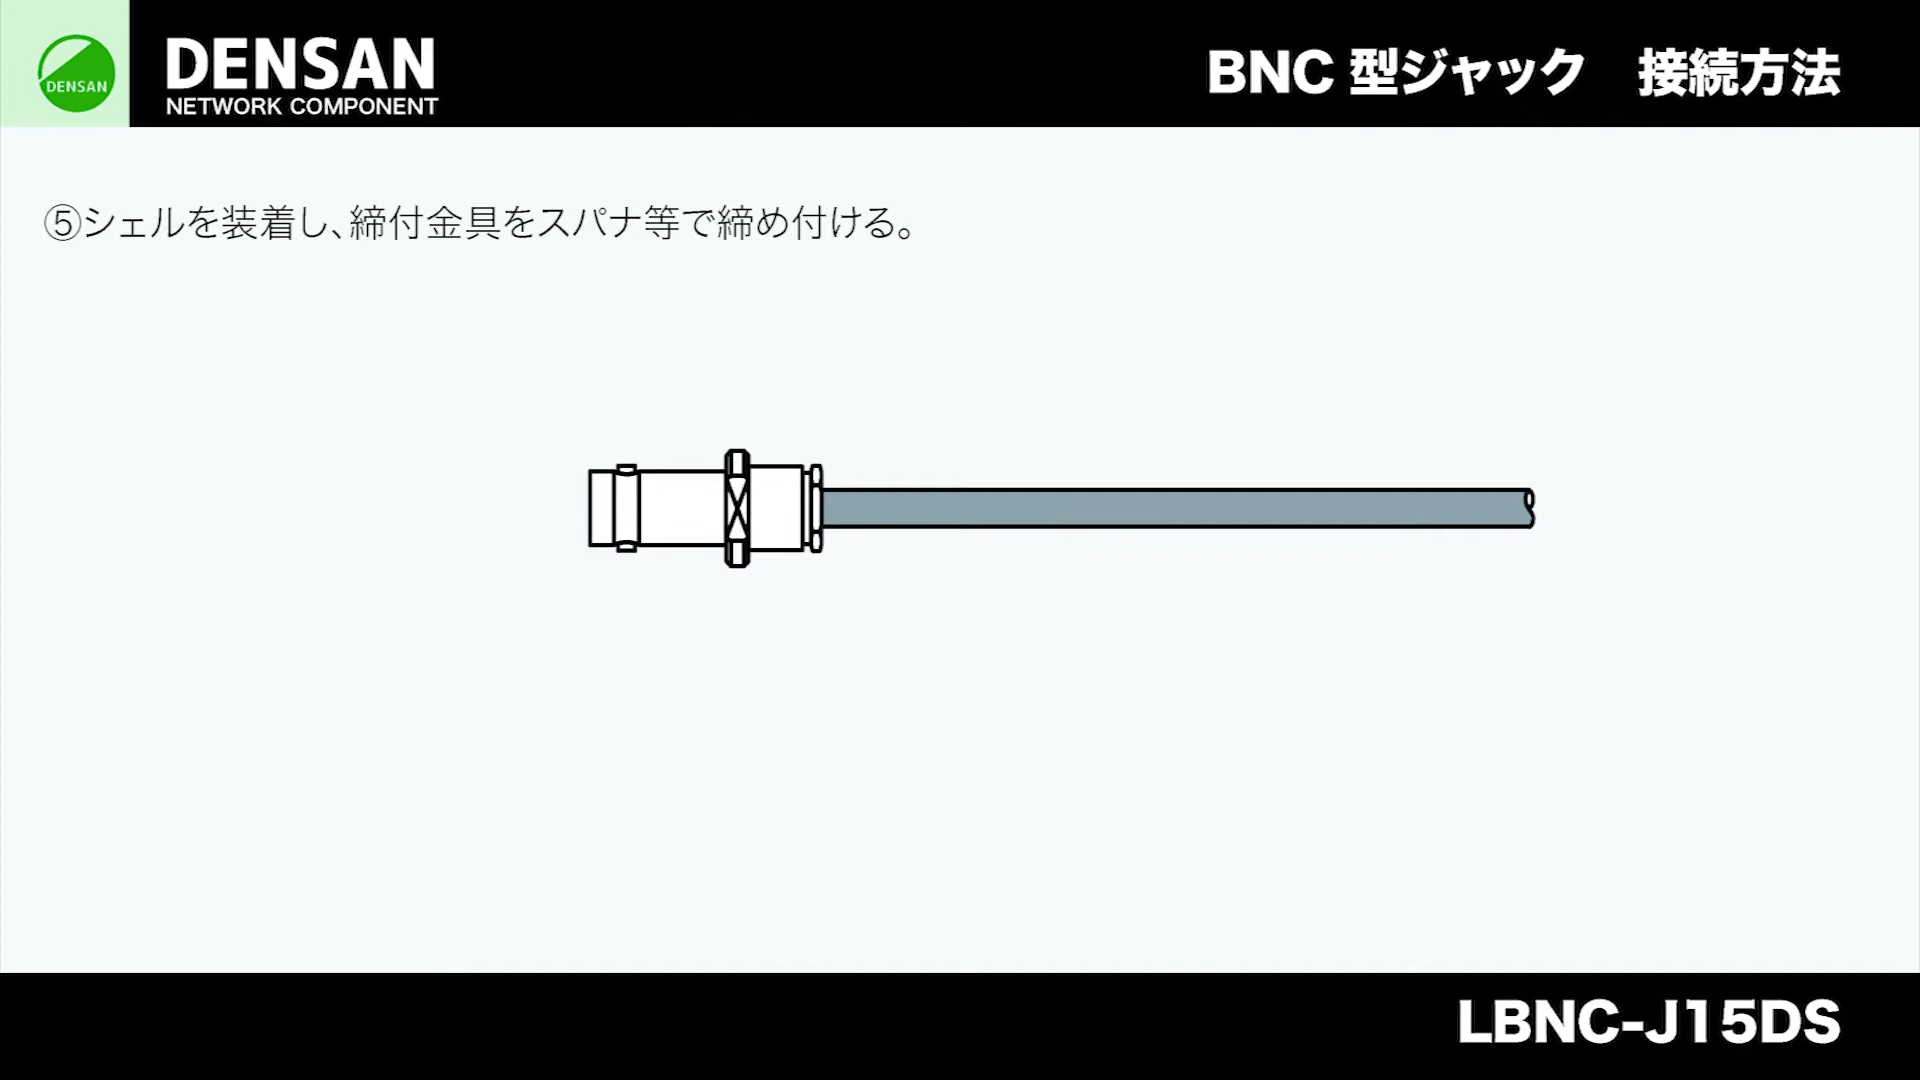 DENSAN
DENSAN
NETWORK COMPONENT
BNC 型ジャック　接続方法
⑤シェルを装着し、締付金具をスパナ等で締め付ける。
LBNC-J15DS